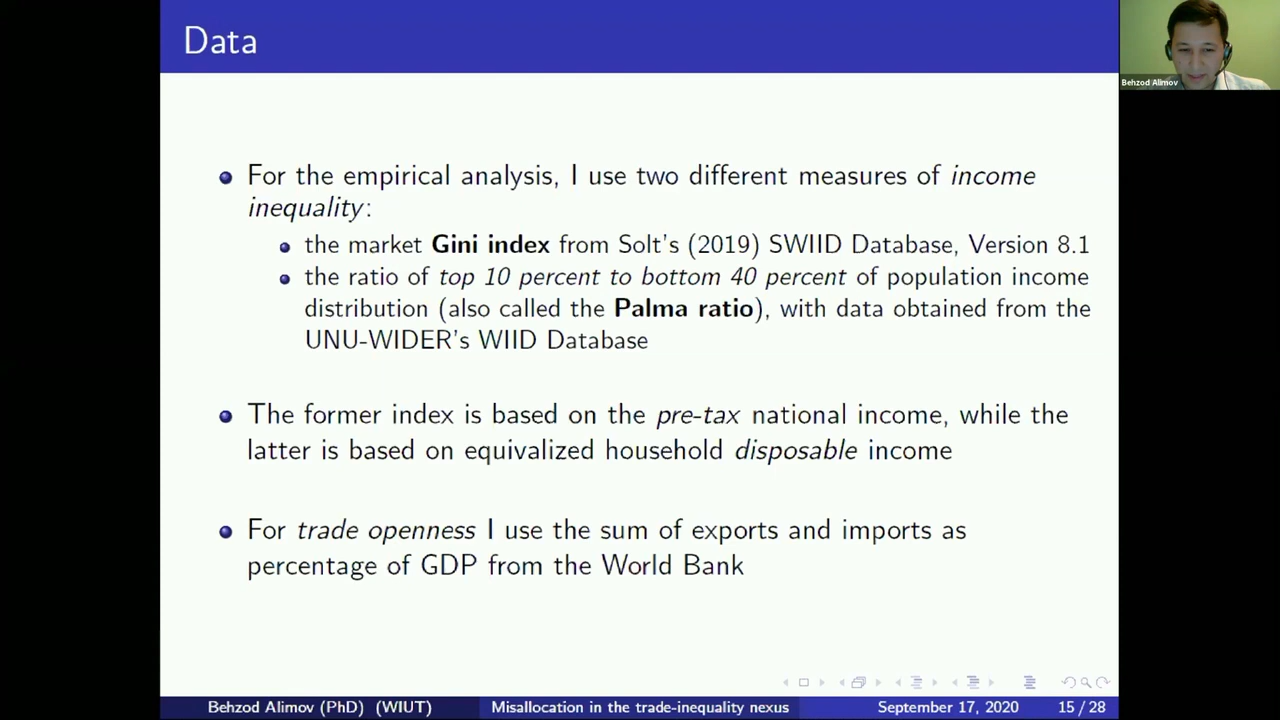 Data
Behzod Alimov
For the empirical analysis, I use two different measures of income
inequality:
the market Gini index from Solt's (2019) SWIID Database, Version 8.1
the ratio of top 10 percent to bottom 40 percent of population income
distribution (also called the Palma ratio), with data obtained from the
UNU-WIDER's WIID Database
The former index is based on the pre-tax national income, while the
latter is based on equivalized household disposable income
For trade openness I use the sum of exports and imports as
percentage of GDP from the World Bank
Behzod Alimov (PhD) (WIUT) Misallocation in the trade-inequality nexus September 17, 2020 15 / 28